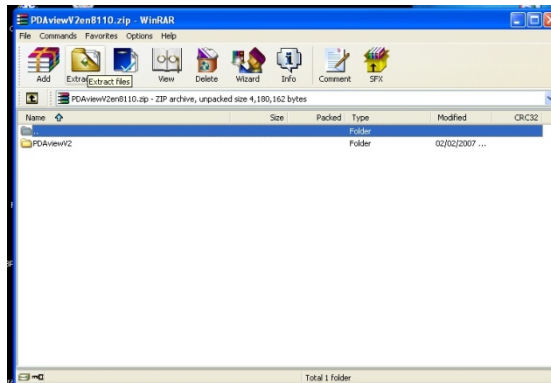 PDAviewV2en8110.zip - WinRAR
File Commands Favorites Options Help
Add Extract files View Delete Wizard Info Comment SFX
PDAviewV2en8110.zip - ZIP archive, unpacked size 4,180,162 bytes
Name Size Packed Type Modified CRC32
.. Folder
PDAviewV2 Folder 02/02/2007 ...
Total 1 folder